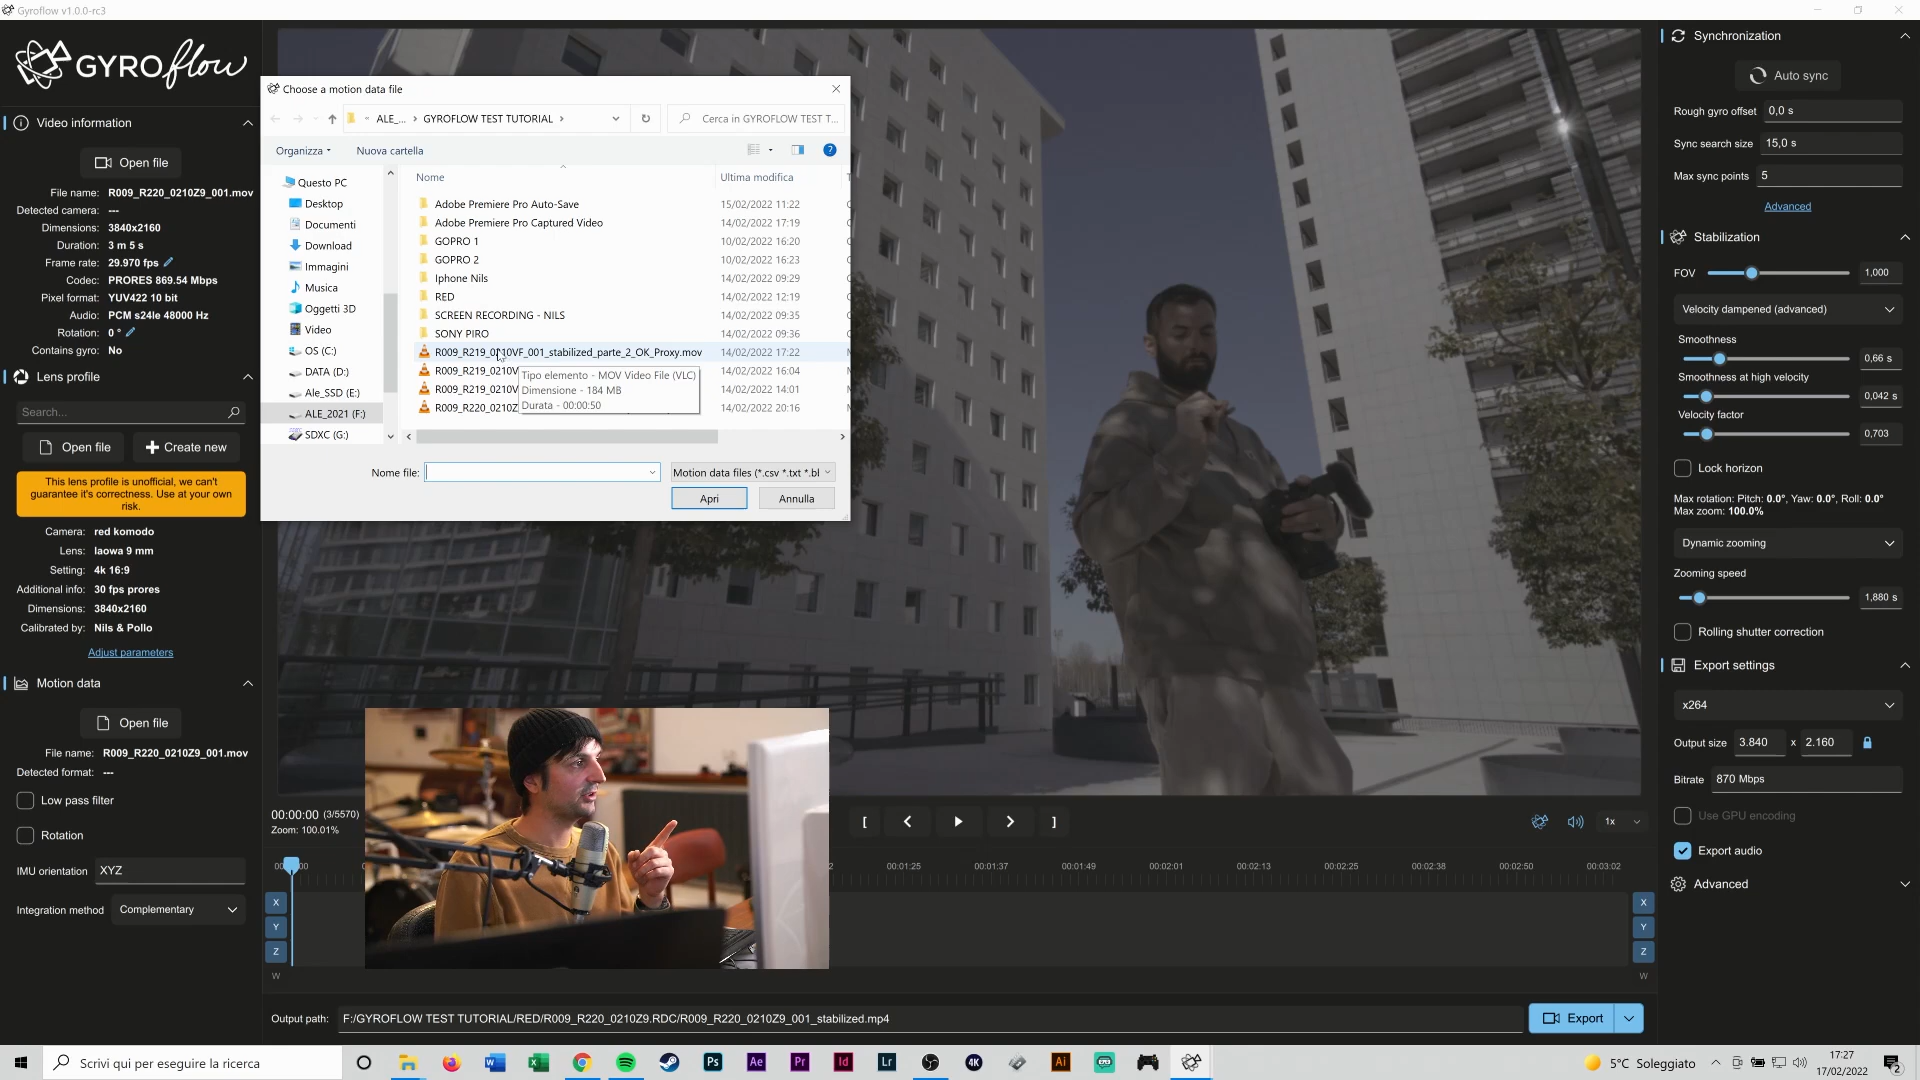 Gyroflow v1.0.0-rc3
GYROflow
Video information
Open file
File name: R009_R220_0210Z9_001.mov
Detected camera: ---
Dimensions: 3840x2160
Duration: 3 m 5 s
Frame rate: 29.970 fps
Codec: PRORES 869.54 Mbps
Pixel format: YUV422 10 bit
Audio: PCM s24le 48000 Hz
Rotation: 0 °
Contains gyro: No
Lens profile
Search...
Open file
Create new
This lens profile is unofficial, we can't
guarantee it's correctness. Use at your own
risk.
Camera: red komodo
Lens: laowa 9 mm
Setting: 4k 16:9
Additional info: 30 fps prores
Dimensions: 3840x2160
Calibrated by: Nils & Pollo
Adjust parameters
Motion data
Open file
File name: R009_R220_0210Z9_001.mov
Detected format: ---
Low pass filter
Rotation
IMU orientation XYZ
Integration method Complementary
Choose a motion data file
« ALE_... › GYROFLOW TEST TUTORIAL ›
Cerca in GYROFLOW TEST T...
Organizza
Nuova cartella
Questo PC
Desktop
Documenti
Download
Immagini
Musica
Oggetti 3D
Video
OS (C:)
DATA (D:)
Ale_SSD (E:)
ALE_2021 (F:)
SDXC (G:)
Nome Ultima modifica
Adobe Premiere Pro Auto-Save 15/02/2022 11:22
Adobe Premiere Pro Captured Video 14/02/2022 17:19
GOPRO 1 10/02/2022 16:20
GOPRO 2 10/02/2022 16:23
Iphone Nils 14/02/2022 09:29
RED 14/02/2022 12:19
SCREEN RECORDING - NILS 14/02/2022 09:35
SONY PIRO 14/02/2022 09:36
R009_R219_0210VF_001_stabilized_parte_2_OK_Proxy.mov 14/02/2022 17:22
R009_R219_0210V 14/02/2022 16:04
R009_R219_0210V 14/02/2022 14:01
R009_R220_0210Z 14/02/2022 20:16
Tipo elemento - MOV Video File (VLC)
Dimensione - 184 MB
Durata - 00:00:50
Nome file:
Motion data files (*.csv *.txt *.bl
Apri
Annulla
00:00:00 (3/5570)
Zoom: 100.01%
[
]
1x
00:01:25 00:01:37 00:01:49 00:02:01 00:02:13 00:02:25 00:02:38 00:02:50 00:03:02
X
Y
Z
W
X
Y
Z
W
Output path: F:/GYROFLOW TEST TUTORIAL/RED/R009_R220_0210Z9.RDC/R009_R220_0210Z9_001_stabilized.mp4
Export
Synchronization
Auto sync
Rough gyro offset 0,0 s
Sync search size 15,0 s
Max sync points 5
Advanced
Stabilization
FOV 1,000
Velocity dampened (advanced)
Smoothness
0,66 s
Smoothness at high velocity
0,042 s
Velocity factor
0,703
Lock horizon
Max rotation: Pitch: 0.0°, Yaw: 0.0°, Roll: 0.0°
Max zoom: 100.0%
Dynamic zooming
Zooming speed
1,880 s
Rolling shutter correction
Export settings
x264
Output size 3.840 x 2.160
Bitrate 870 Mbps
Use GPU encoding
Export audio
Advanced
Scrivi qui per eseguire la ricerca
W
X
Ps
Ae
Pr
Id
Lr
4K
Ai
5°C Soleggiato
17:27
17/02/2022
2